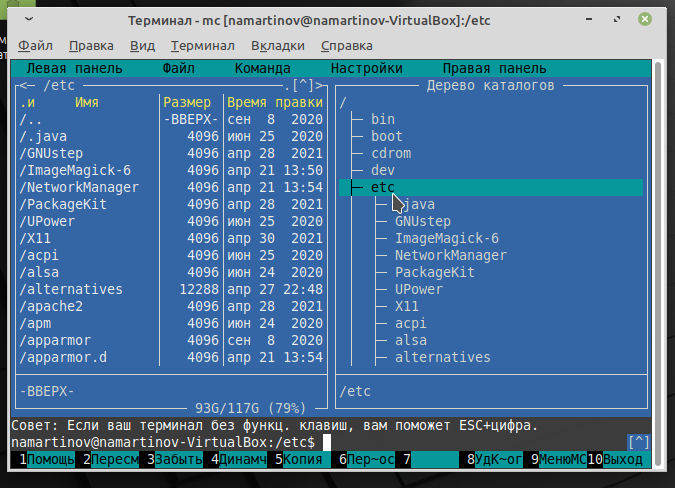 Терминал - mc [namartinov@namartinov-VirtualBox]:/etc
Файл Правка Вид Терминал Вкладки Справка
Левая панель Файл Команда Настройки Правая панель
<─ /etc .[^]> Дерево каталогов
.и Имя Размер Время правки /
/.. -ВВЕРХ- сен 8 2020 bin
/.java 4096 июн 25 2020 boot
/GNUstep 4096 апр 28 2021 cdrom
/ImageMagick-6 4096 апр 21 13:50 dev
/NetworkManager 4096 апр 21 13:54 etc
/PackageKit 4096 апр 28 2021 java
/UPower 4096 июн 25 2020 GNUstep
/X11 4096 апр 30 2021 ImageMagick-6
/acpi 4096 июн 25 2020 NetworkManager
/alsa 4096 июн 24 2020 PackageKit
/alternatives 12288 апр 27 22:48 UPower
/apache2 4096 апр 28 2021 X11
/apm 4096 июн 24 2020 acpi
/apparmor 4096 сен 8 2020 alsa
/apparmor.d 4096 апр 21 13:54 alternatives
-ВВЕРХ- /etc
93G/117G (79%)
Совет: Если ваш терминал без функц. клавиш, вам поможет ESC+цифра.
namartinov@namartinov-VirtualBox:/etc$ [^]
1Помощь 2Пересм 3Забыть 4Динамч 5Копия 6Пер~ос 7 8УдК~ог 9МенюMC 10Выход